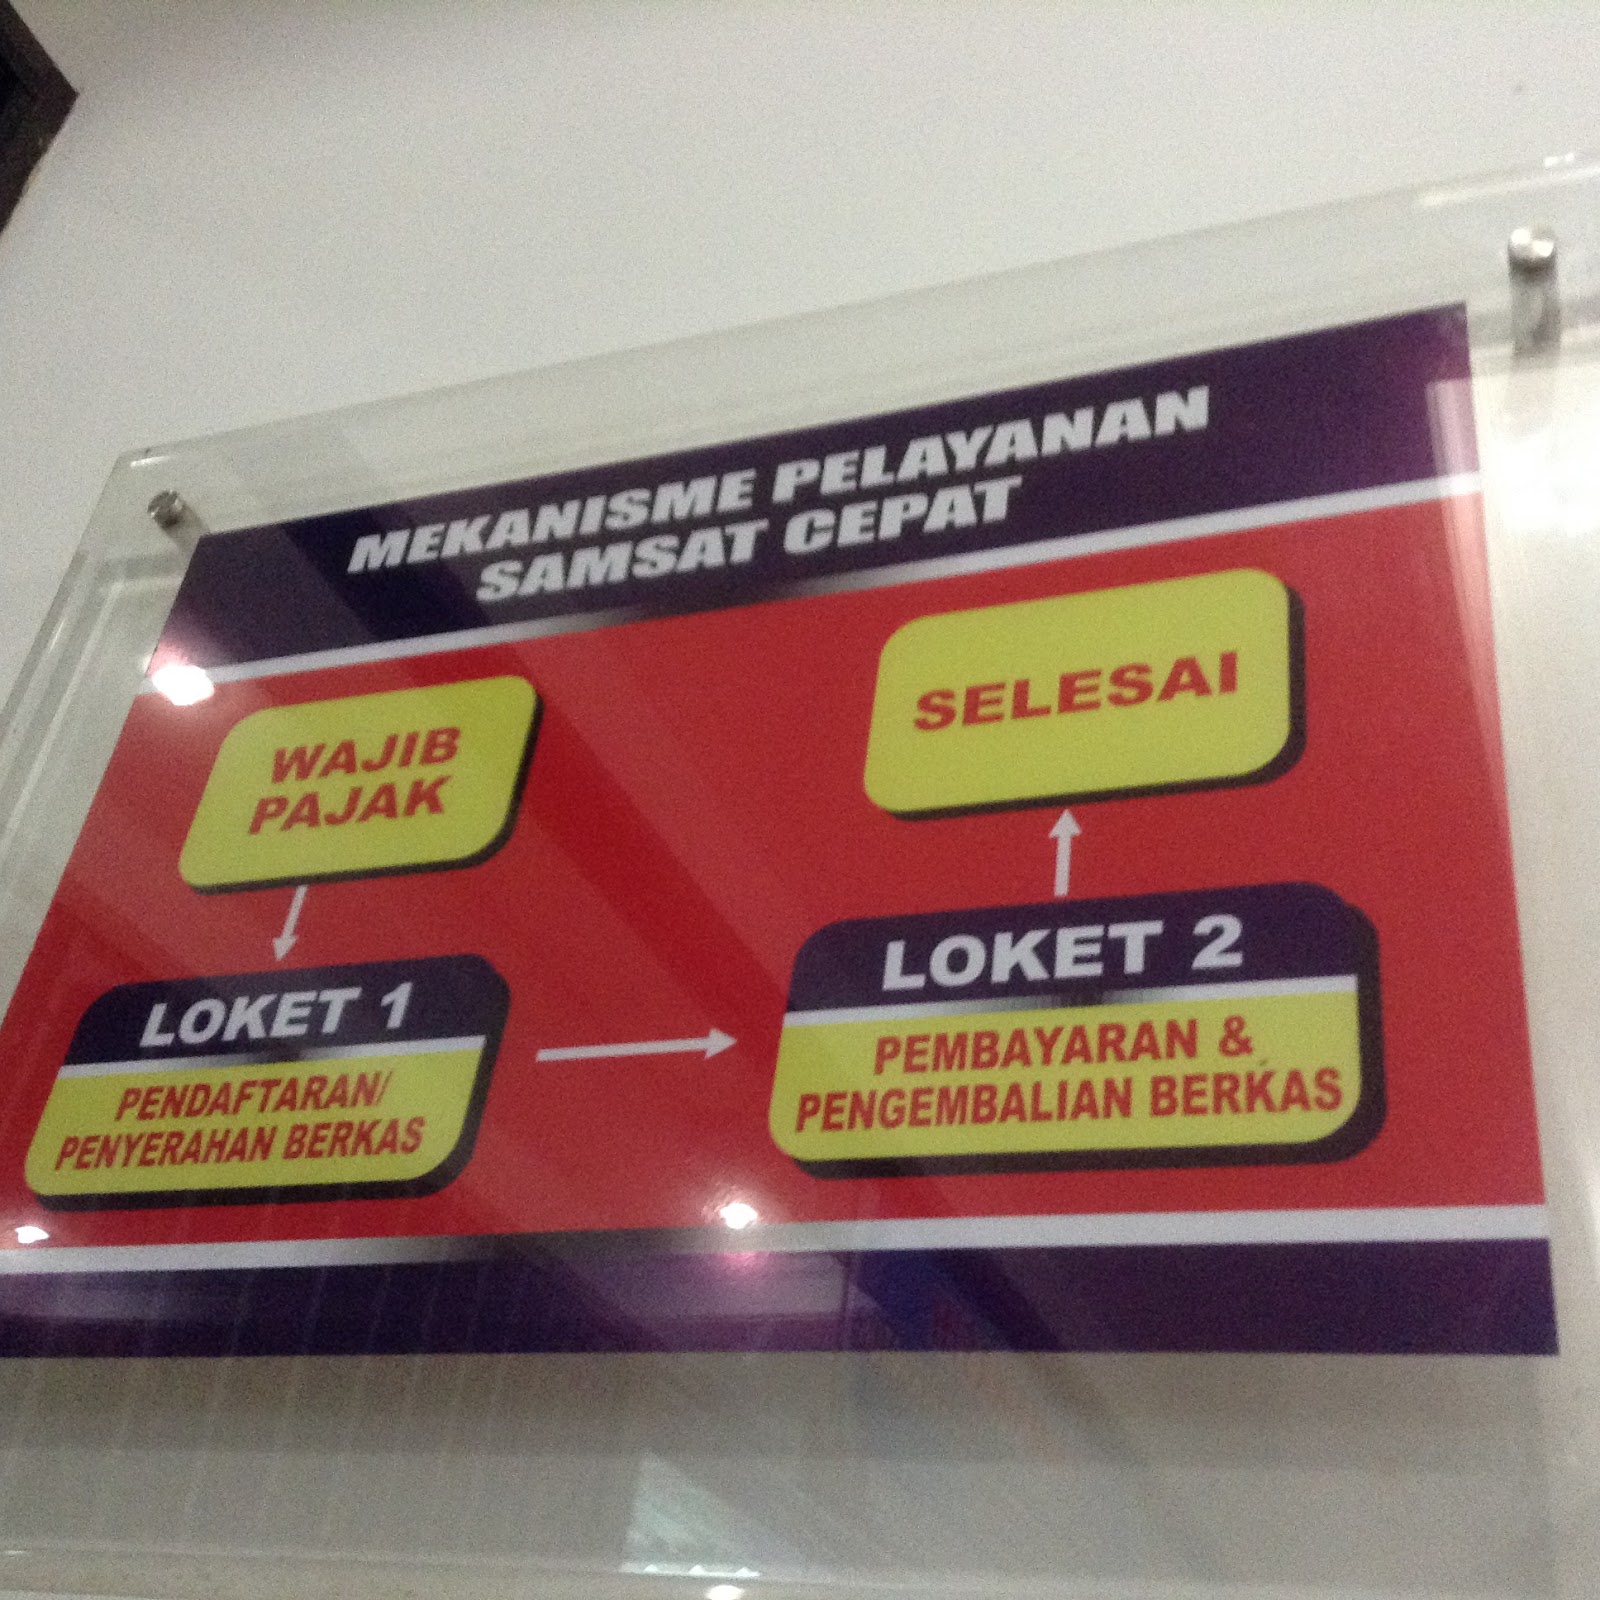 MEKANISME PELAYANAN
SAMSAT CEPAT
WAJIB
PAJAK
LOKET 1
PENDAFTARAN/
PENYERAHAN BERKAS
LOKET 2
PEMBAYARAN &
PENGEMBALIAN BERKAS
SELESAI